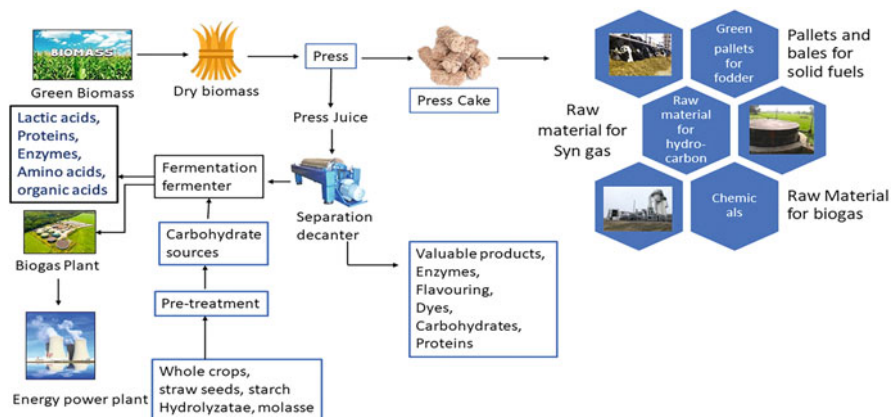 BIOMASS
Green Biomass
Dry biomass
Press
Press Cake
Press Juice
Lactic acids,
Proteins,
Enzymes,
Amino acids,
organic acids
Fermentation
fermenter
Separation
decanter
Biogas Plant
Carbohydrate
sources
Pre-treatment
Energy power plant
Whole crops,
straw seeds, starch
Hydrolyzatae, molasse
Valuable products,
Enzymes,
Flavouring,
Dyes,
Carbohydrates,
Proteins
Green
pallets for
fodder
Pallets and
bales for
solid fuels
Raw
material for
Syn gas
Raw
material
for
hydro-
carbon
Chemic
als
Raw Material
for biogas